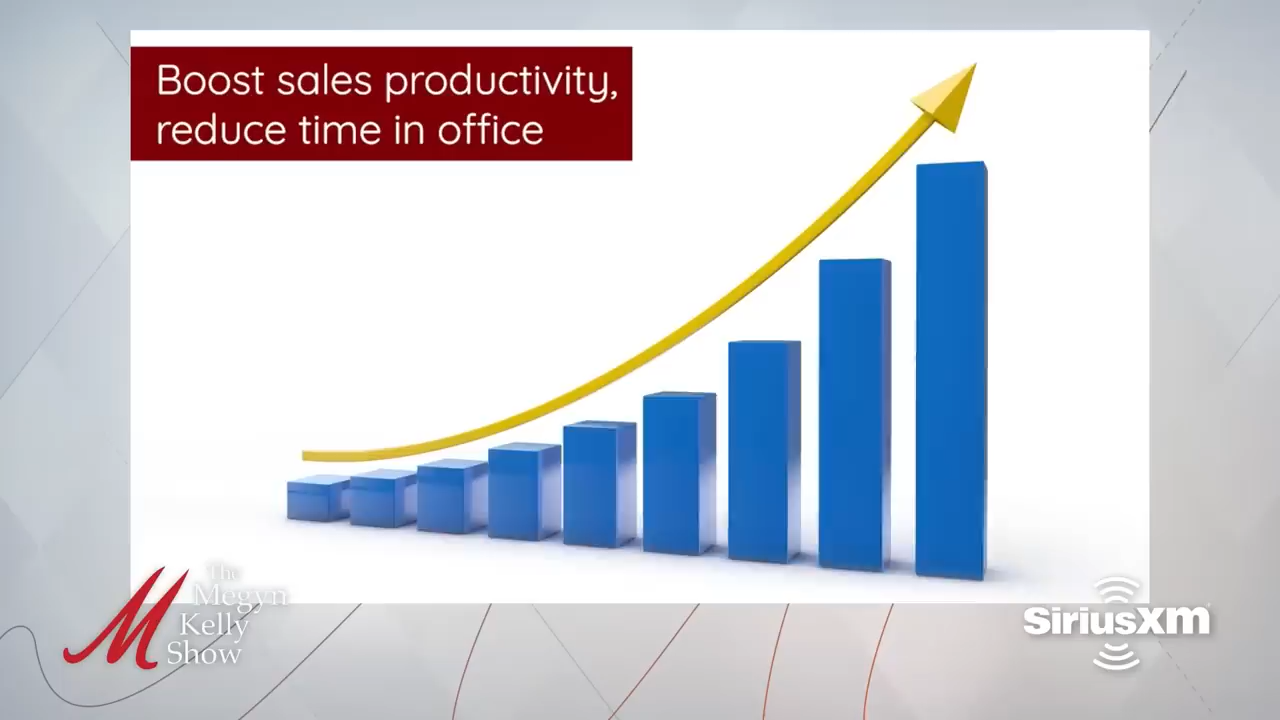 Boost sales productivity,
reduce time in office
The
Megyn
Kelly
Show
SiriusXM